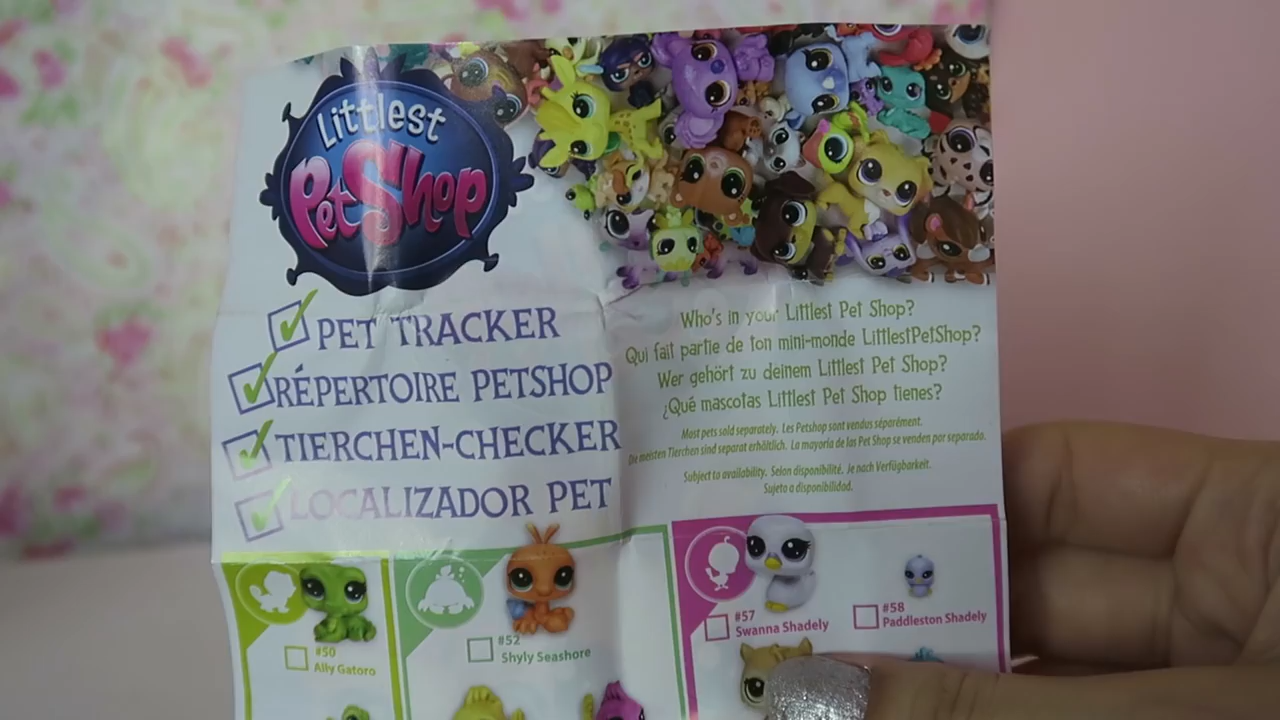 Littlest
PetShop
PET TRACKER
RÉPERTOIRE PETSHOP
TIERCHEN-CHECKER
LOCALIZADOR PET
Who's in your Littlest Pet Shop?
Qui fait partie de ton mini-monde LittlestPetShop?
Wer gehört zu deinem Littlest Pet Shop?
¿Qué mascotas Littlest Pet Shop tienes?
Most pets sold separately. Les Petshop sont vendus séparément.
Die meisten Tierchen sind separat erhältlich. La mayoría de las Pet Shop se venden por separado.
Subject to availability. Selon disponibilité. Je nach Verfügbarkeit.
Sujeto a disponibilidad.
#50
Ally Gatoro
#52
Shyly Seashore
#57
Swanna Shadely
#58
Paddleston Shadely